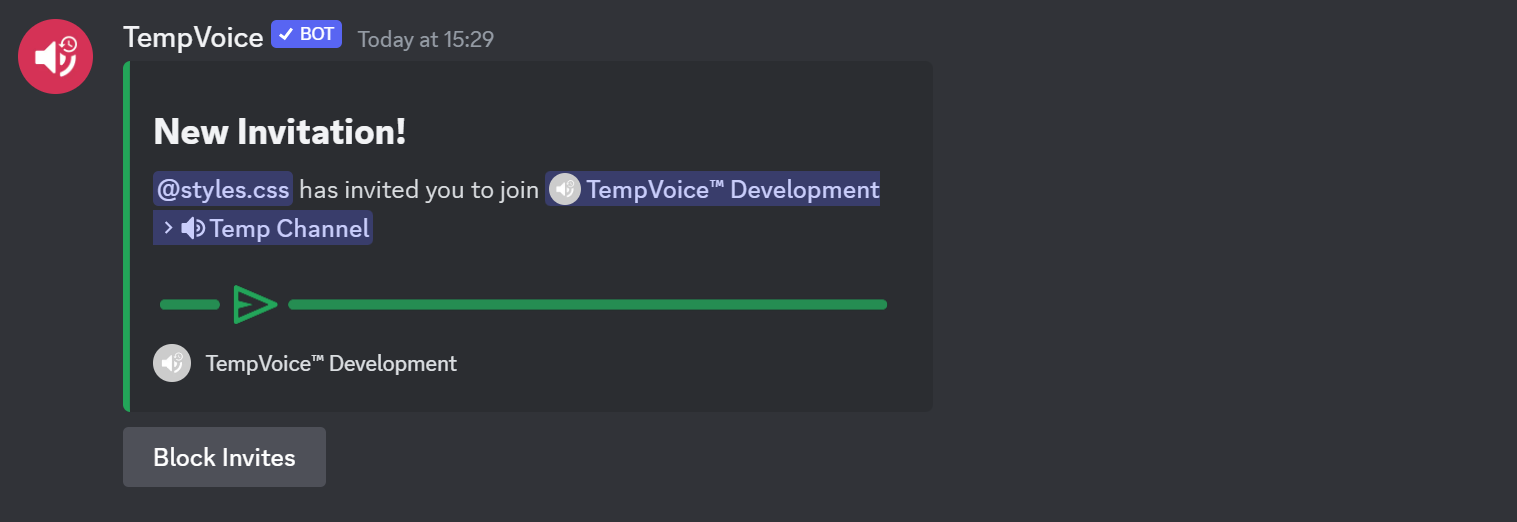 TempVoice ✓ BOT Today at 15:29
New Invitation!
@styles.css has invited you to join TempVoice™ Development
> Temp Channel
TempVoice™ Development
Block Invites